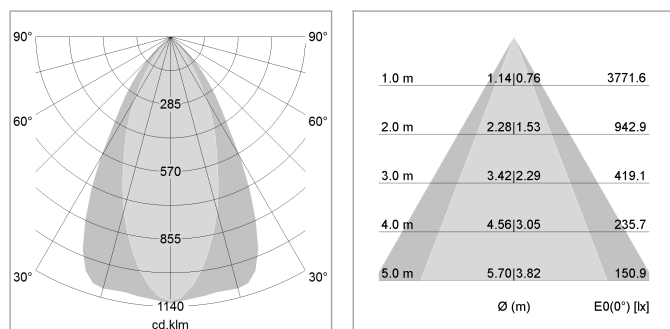 90° 90°
285
60° 60°
570
855
30° 30°
1140
cd.klm
1.0 m 1.14|0.76 3771.6
2.0 m 2.28|1.53 942.9
3.0 m 3.42|2.29 419.1
4.0 m 4.56|3.05 235.7
5.0 m 5.70|3.82 150.9
Ø (m) E0(0°) [lx]